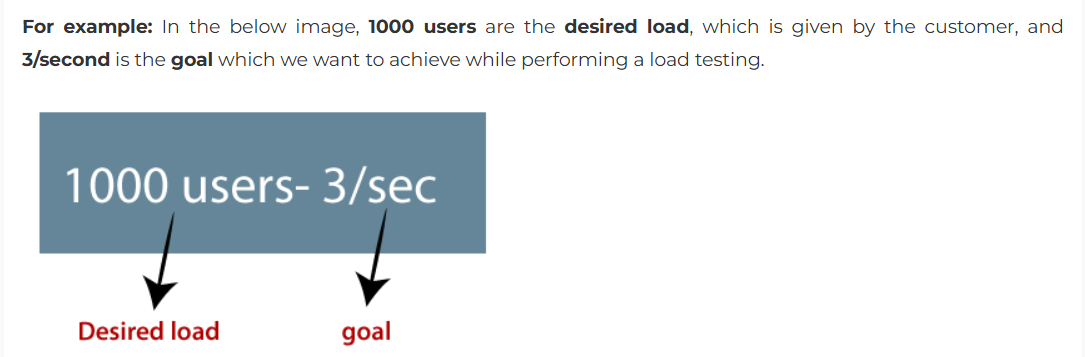 For example: In the below image, 1000 users are the desired load, which is given by the customer, and
3/second is the goal which we want to achieve while performing a load testing.
1000 users- 3/sec
Desired load goal